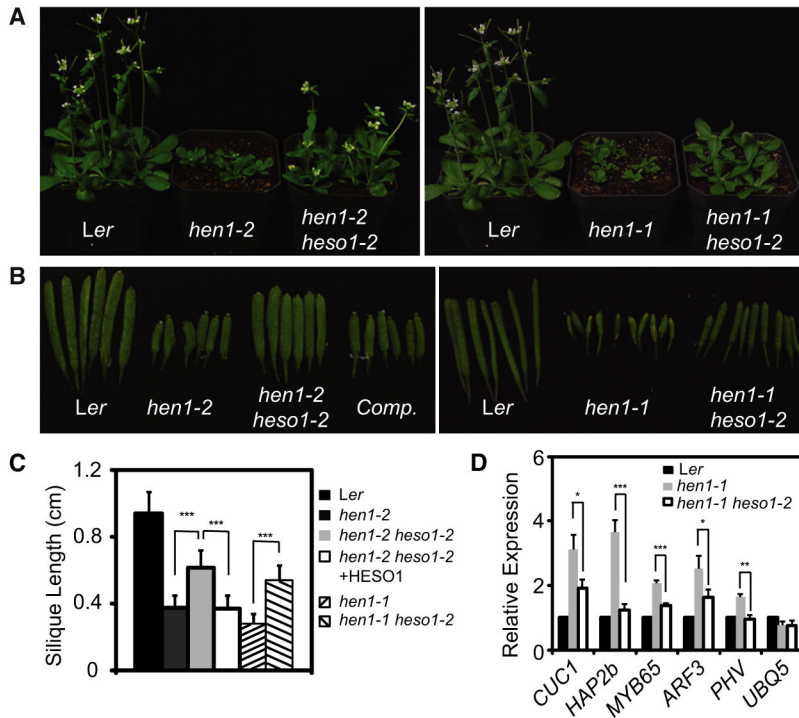 A
Ler
hen1-2
hen1-2
heso1-2
Ler
hen1-1
hen1-1
heso1-2
B
Ler
hen1-2
hen1-2
heso1-2
Comp.
Ler
hen1-1
hen1-1
heso1-2
C
Silique Length (cm)
1.2
0.8
0.4
0
***
***
***
Ler
hen1-2
hen1-2 heso1-2
hen1-2 heso1-2
+HESO1
hen1-1
hen1-1 heso1-2
D
Relative Expression
6
4
2
0
Ler
hen1-1
hen1-1 heso1-2
*
***
***
*
**
CUC1
HAP2b
MYB65
ARF3
PHV
UBQ5